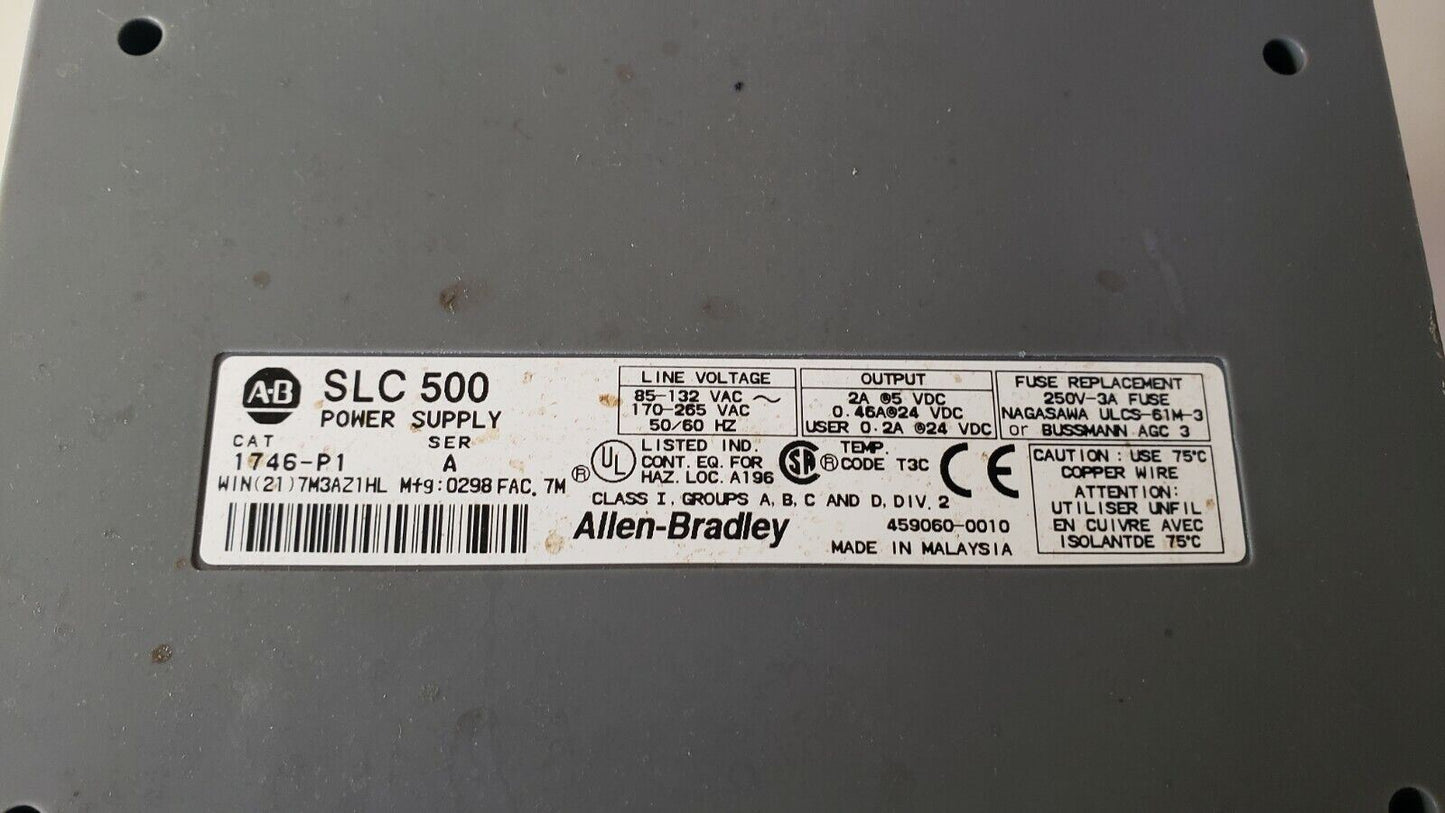 A-B
SLC 500
POWER SUPPLY
CAT SER
1746-P1 A
WIN(21)7M3AZ1HL Mfg:0298 FAC. 7M
LINE VOLTAGE
85-132 VAC ~
170-265 VAC
50/60 HZ
OUTPUT
2A @5 VDC
0.46A@24 VDC
USER 0.2A @24 VDC
FUSE REPLACEMENT
250V-3A FUSE
NAGASAWA ULCS-61M-3
or BUSSMANN AGC 3
® UL LISTED IND.
CONT. EQ. FOR
HAZ. LOC. A196
SA ® TEMP.
CODE T3C
CE
CLASS I, GROUPS A, B, C AND D, DIV. 2
Allen-Bradley
459060-0010
MADE IN MALAYSIA
CAUTION : USE 75°C
COPPER WIRE
ATTENTION:
UTILISER UNFIL
EN CUIVRE AVEC
ISOLANTDE 75°C